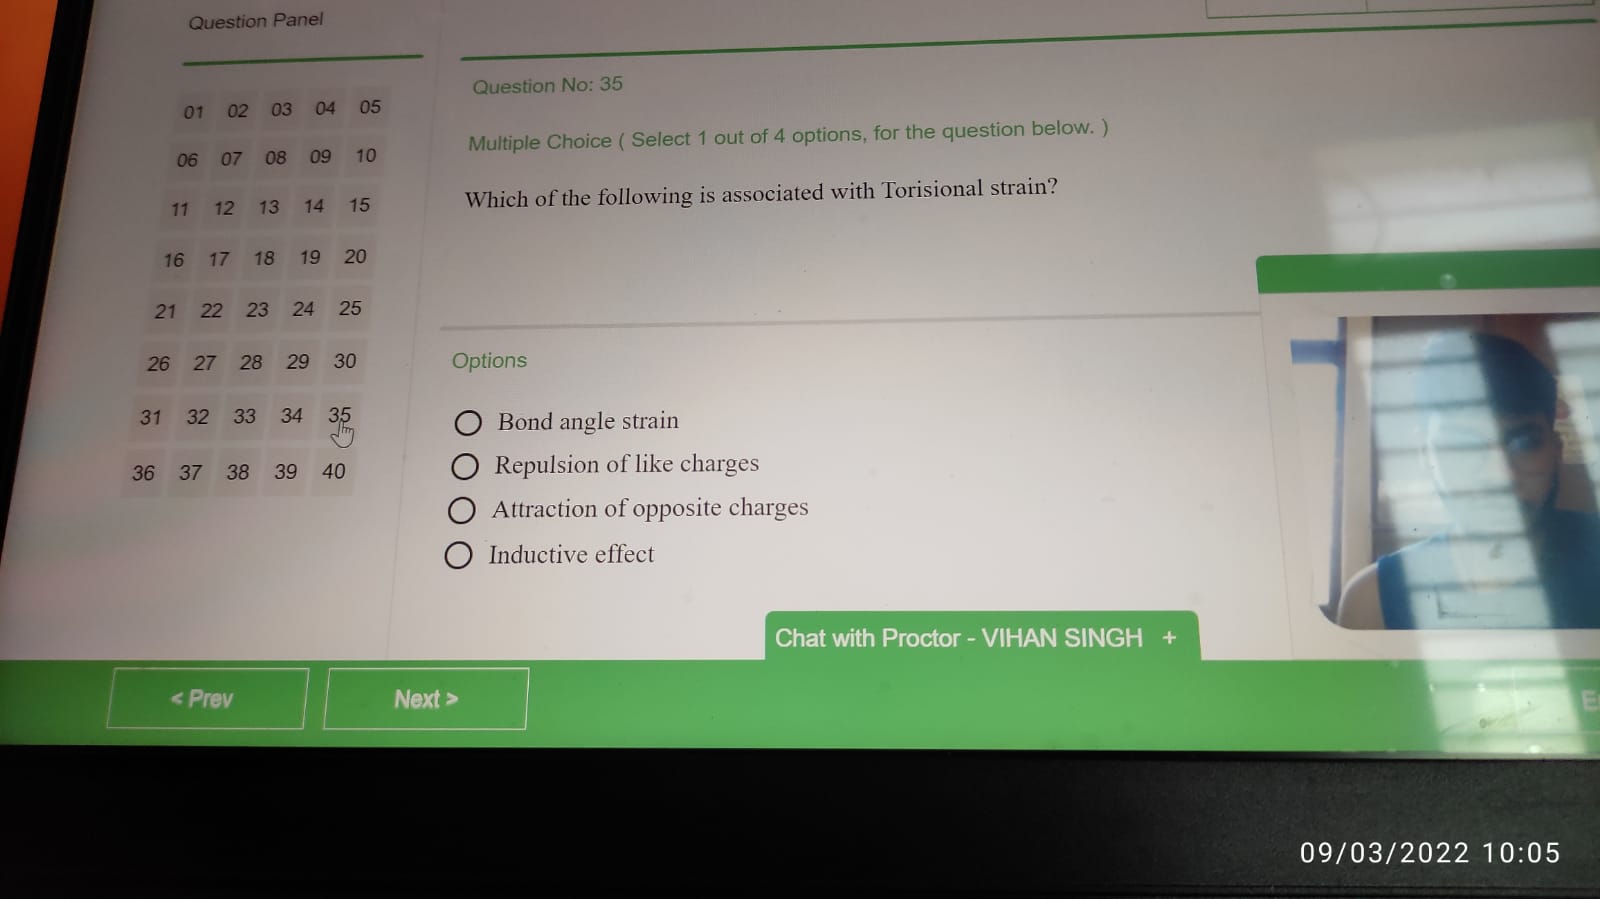 Question Panel
01 02 03 04 05
06 07 08 09 10
11 12 13 14 15
16 17 18 19 20
21 22 23 24 25
26 27 28 29 30
31 32 33 34 35
36 37 38 39 40
Question No: 35
Multiple Choice ( Select 1 out of 4 options, for the question below. )
Which of the following is associated with Torisional strain?
Options
Bond angle strain
Repulsion of like charges
Attraction of opposite charges
Inductive effect
Chat with Proctor - VIHAN SINGH +
< Prev
Next >
09/03/2022 10:05